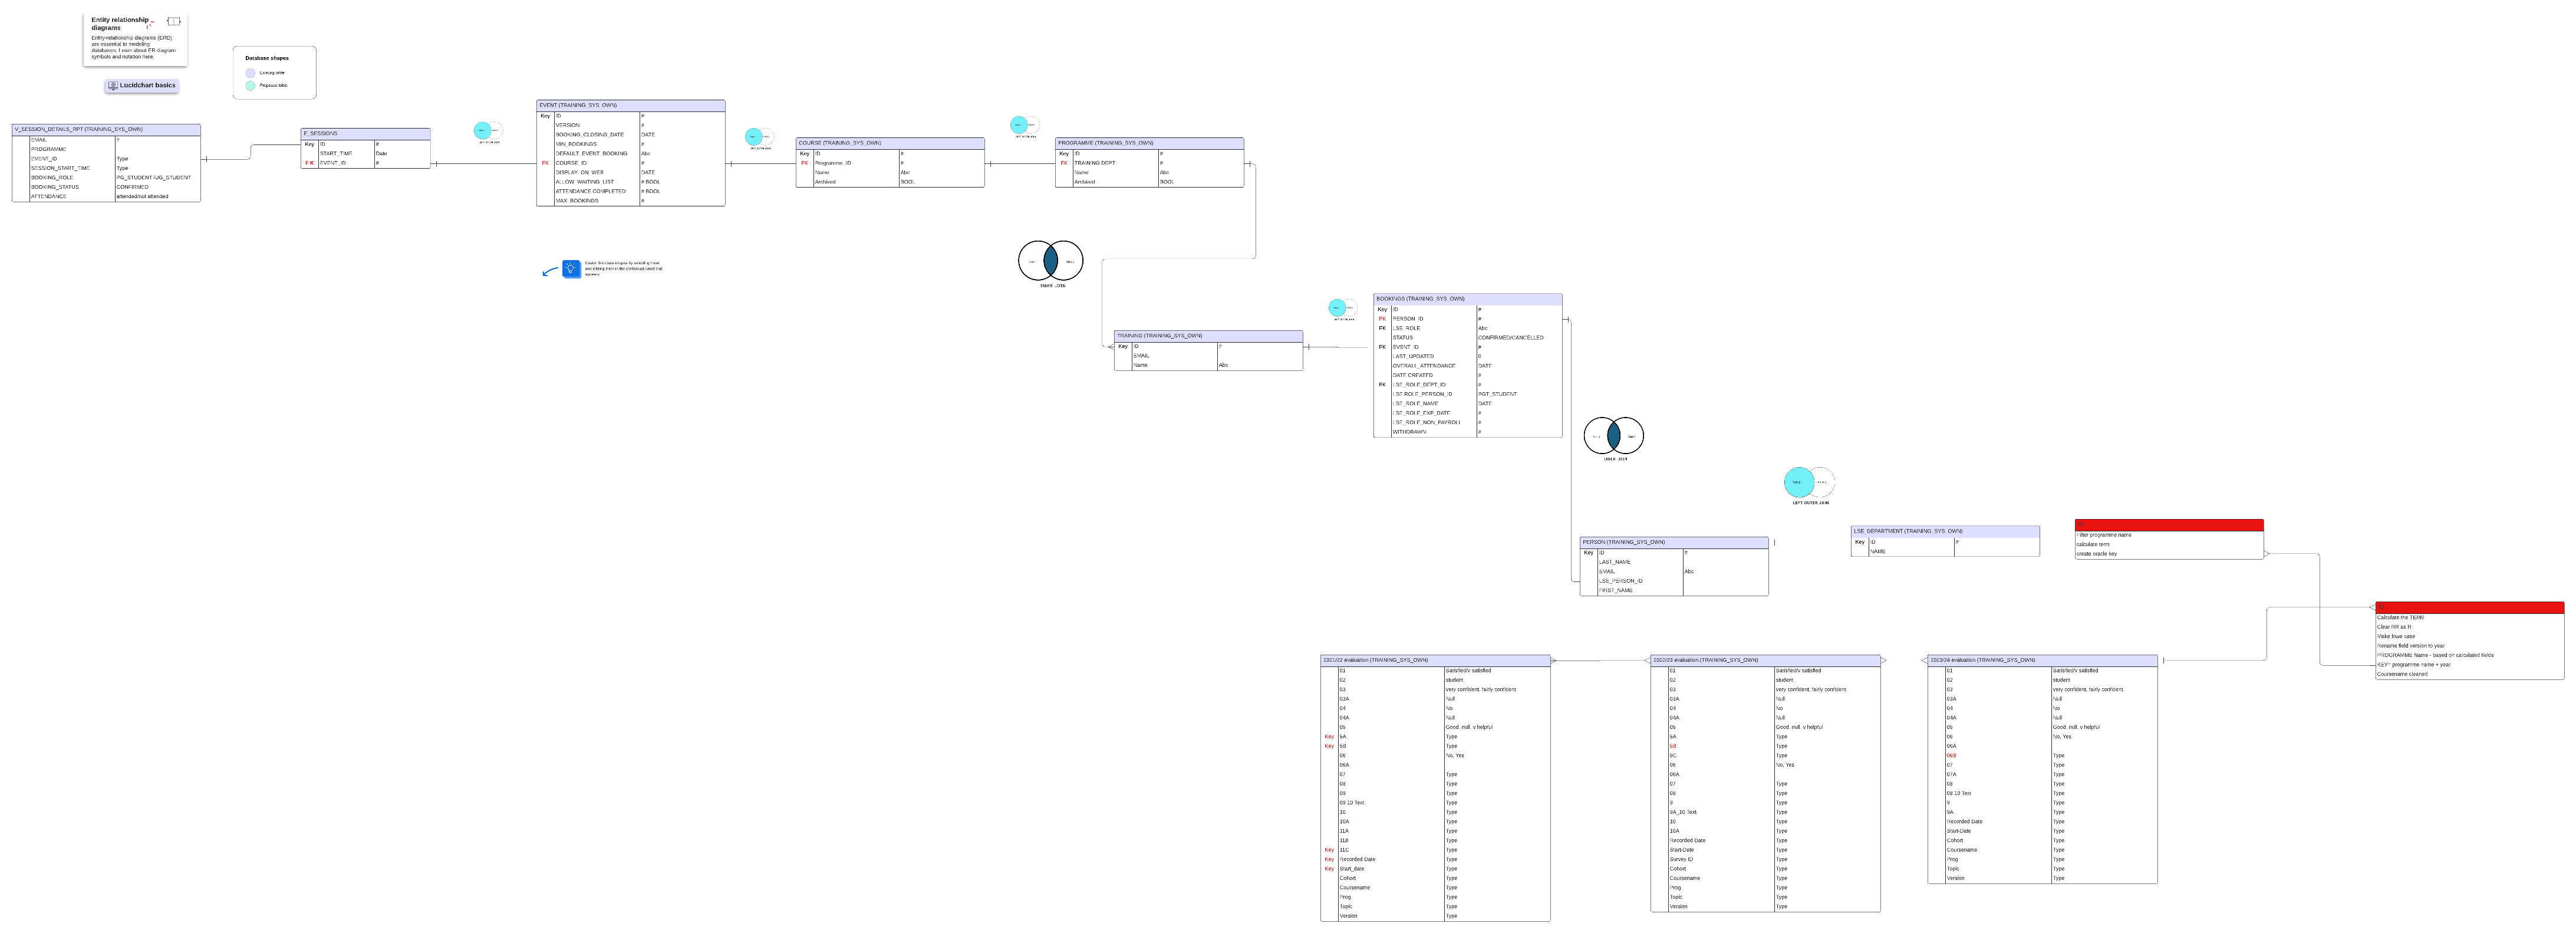 Entity relationship
diagrams
Entity-relationship diagrams (ERD)
are essential to modeling
databases. Learn about ER diagram
symbols and notation here.
Lucidchart basics
Database shapes
Existing table
Proposed table
V_SESSION_DETAILS_RPT (TRAINING_SYS_OWN)
EMAIL #
PROGRAMME
EVENT_ID Type
SESSION_START_TIME Type
BOOKING_ROLE PG_STUDENT /UG_STUDENT
BOOKING_STATUS CONFIRMED
ATTENDANCE attended/not attended
E_SESSIONS
Key ID #
START_TIME Date
F K EVENT_ID #
EVENT (TRAINING_SYS_OWN)
Key ID #
VERSION #
BOOKING_CLOSING_DATE DATE
MIN_BOOKINGS #
DEFAULT_EVENT_BOOKING Abc
FK COURSE_ID #
DISPLAY_ON_WEB DATE
ALLOW_WAITING_LIST # BOOL
ATTENDANCE COMPLETED # BOOL
MAX_BOOKINGS #
COURSE (TRAINING_SYS_OWN)
Key ID #
FK Programme_ID #
Name Abc
Archived BOOL
PROGRAMME (TRAINING_SYS_OWN)
Key ID #
FK TRAINING DEPT #
Name Abc
Archived BOOL
INNER JOIN
TRAINING (TRAINING_SYS_OWN)
Key ID #
EMAIL
Name Abc
BOOKINGS (TRAINING_SYS_OWN)
Key ID #
FK PERSON_ID #
FK LSE_ROLE Abc
STATUS CONFIRMED/CANCELLED
FK EVENT_ID #
LAST_UPDATED 0
OVERALL_ATTENDANCE DATE
DATE CREATED #
FK LSE_ROLE_DEPT_ID #
LSE ROLE_PERSON_ID PGT_STUDENT
LSE_ROLE_NAME DATE
LSE_ROLE_EXP_DATE #
LSE_ROLE_NON_PAYROLL #
WITHDRAWN #
INNER JOIN
LEFT OUTER JOIN
PERSON (TRAINING_SYS_OWN)
Key ID #
LAST_NAME
EMAIL Abc
LSE_PERSON_ID
FIRST_NAME
LSE_DEPARTMENT (TRAINING_SYS_OWN)
Key ID #
NAME
Filter programme name
calculate term
create oracle key
Calculate the TERM
Clear RR as R
Make lowe case
Rename field version to year
PROGRAMME Name - based on calculated fields
KEY= programme name + year
Coursename cleaned
2021/22 evaluation (TRAINING_SYS_OWN)
01 Satisfied/v satisfied
02 student
03 very confident, fairly confident
03A Null
04 No
04A Null
05 Good, null, v helpful
Key 5A Type
Key 5B Type
06 No, Yes
06A
07 Type
08 Type
09 Type
09 10 Text Type
10 Type
10A Type
11A Type
11B Type
Key 11C Type
Key Recorded Date Type
Key Start_date Type
Cohort Type
Coursename Type
Prog Type
Topic Type
Version Type
2022/23 evaluation (TRAINING_SYS_OWN)
01 Satisfied/v satisfied
02 student
03 very confident, fairly confident
03A Null
04 No
04A Null
05 Good, null, v helpful
5A Type
5B Type
5C Type
06 No, Yes
06A
07 Type
08 Type
9 Type
9A_10 Text Type
10 Type
10A Type
Recorded Date Type
Start-Date Type
Survey ID Type
Cohort Type
Coursename Type
Prog Type
Topic Type
Version Type
2023/24 evaluation (TRAINING_SYS_OWN)
01 Satisfied/v satisfied
02 student
03 very confident, fairly confident
03A Null
04 No
04A Null
05 Good, null, v helpful
06 No, Yes
06A
06B Type
07 Type
07A Type
08 Type
08 10 Text Type
9 Type
9A Type
Recorded Date Type
Start-Date Type
Cohort Type
Coursename Type
Prog Type
Topic Type
Version Type